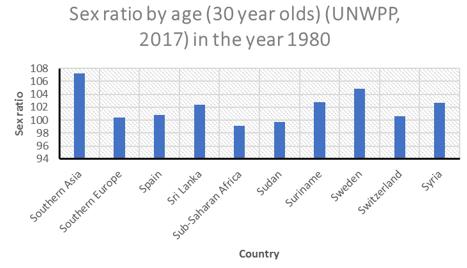 Sex ratio by age (30 year olds) (UNWPP,
2017) in the year 1980
108
106
104
102
100
98
96
94
Sex ratio
Southern Asia
Southern Europe
Spain
Sri Lanka
Sub-Saharan Africa
Sudan
Suriname
Sweden
Switzerland
Syria
Country